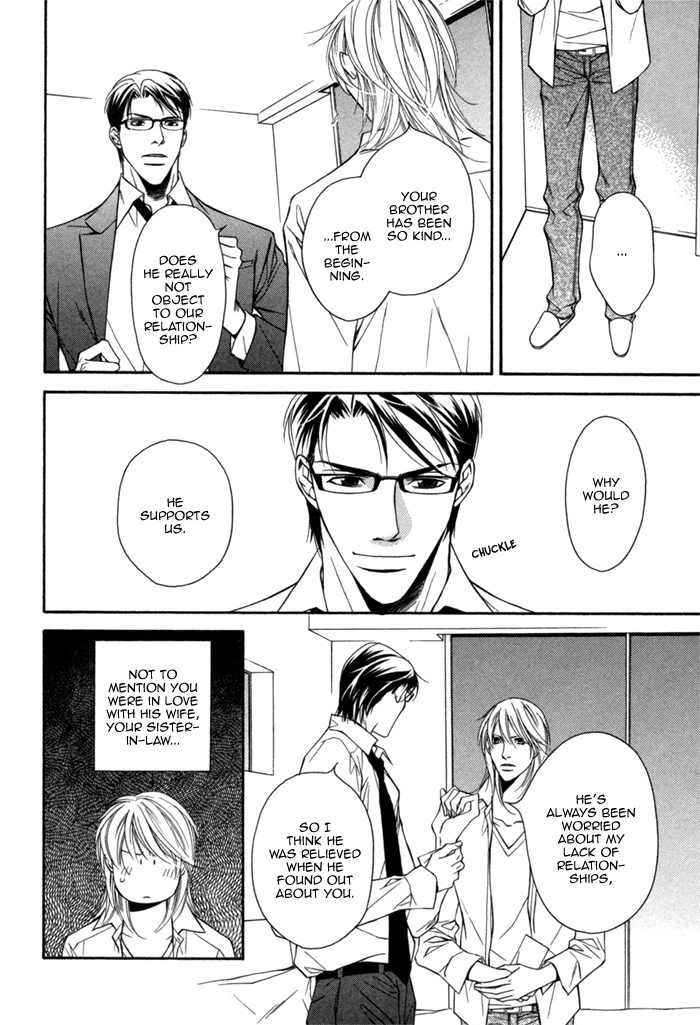 ...
YOUR
BROTHER
HAS BEEN
SO KIND...
...FROM
THE
BEGIN-
NING.
DOES
HE REALLY
NOT
OBJECT
TO OUR
RELATION-
SHIP?
WHY
WOULD
HE?
CHUCKLE
HE
SUPPORTS
US.
HE'S
ALWAYS BEEN
WORRIED
ABOUT MY
LACK OF
RELATION-
SHIPS,
SO I
THINK HE
WAS RELIEVED
WHEN HE
FOUND OUT
ABOUT YOU.
NOT TO
MENTION YOU
WERE IN LOVE
WITH HIS WIFE,
YOUR SISTER-
IN-LAW...